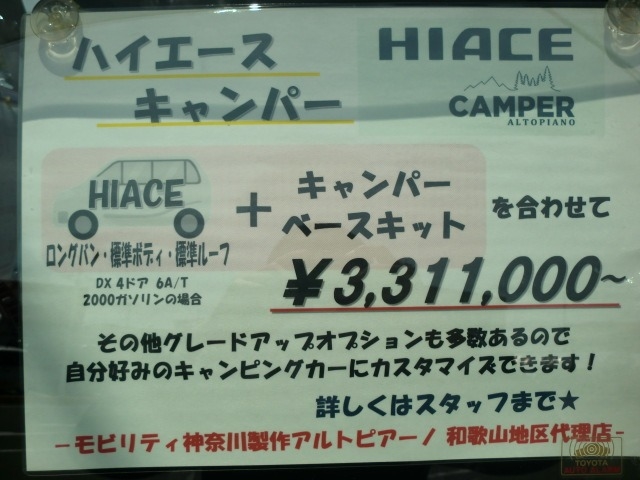 ハイエース
キャンパー
HIACE
CAMPER
ALTOPIANO
HIACE
ロングバン・標準ボディ・標準ルーフ
DX 4ドア 6A/T
2000ガソリンの場合
+
キャンパー
ベースキット
を合わせて
¥3,311,000~
その他グレードアップオプションも多数あるので
自分好みのキャンピングカーにカスタマイズできます!
詳しくはスタッフまで★
-モビリティ神奈川製作アルトピアーノ 和歌山地区代理店-
TOYOTA